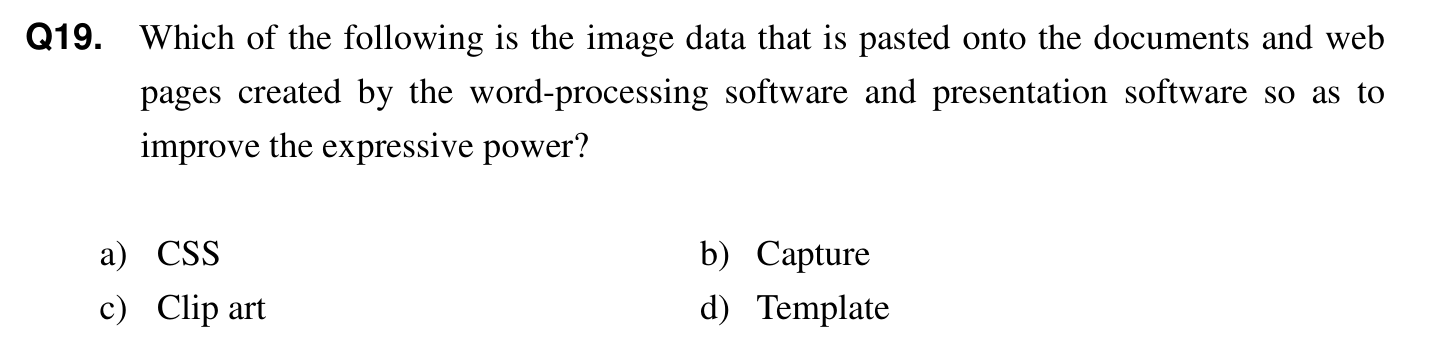 Q19. Which of the following is the image data that is pasted onto the documents and web
pages created by the word-processing software and presentation software so as to
improve the expressive power?
a) CSS b) Capture
c) Clip art d) Template